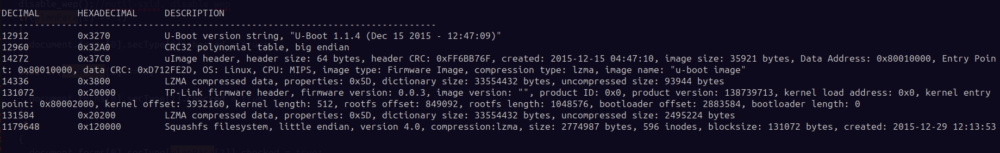 disable_wep();//mutil-ssid, disable wep
DECIMAL       HEXADECIMAL     DESCRIPTION
--------------------------------------------------------------------------------
12912         0x3270          U-Boot version string, "U-Boot 1.1.4 (Dec 15 2015 - 12:47:09)"
12960         0x32A0          CRC32 polynomial table, big endian
14272         0x37C0          uImage header, header size: 64 bytes, header CRC: 0xFF6BB76F, created: 2015-12-15 04:47:10, image size: 35921 bytes, Data Address: 0x80010000, Entry Poin
t: 0x80010000, data CRC: 0xD712FE2D, OS: Linux, CPU: MIPS, image type: Firmware Image, compression type: lzma, image name: "u-boot image"
14336         0x3800          LZMA compressed data, properties: 0x5D, dictionary size: 33554432 bytes, uncompressed size: 93944 bytes
131072        0x20000         TP-Link firmware header, firmware version: 0.0.3, image version: "", product ID: 0x0, product version: 138739713, kernel load address: 0x0, kernel entry
point: 0x80002000, kernel offset: 3932160, kernel length: 512, rootfs offset: 849092, rootfs length: 1048576, bootloader offset: 2883584, bootloader length: 0
131584        0x20200         LZMA compressed data, properties: 0x5D, dictionary size: 33554432 bytes, uncompressed size: 2495224 bytes
1179648       0x120000        Squashfs filesystem, little endian, version 4.0, compression:lzma, size: 2774987 bytes, 596 inodes, blocksize: 131072 bytes, created: 2015-12-29 12:13:53
{